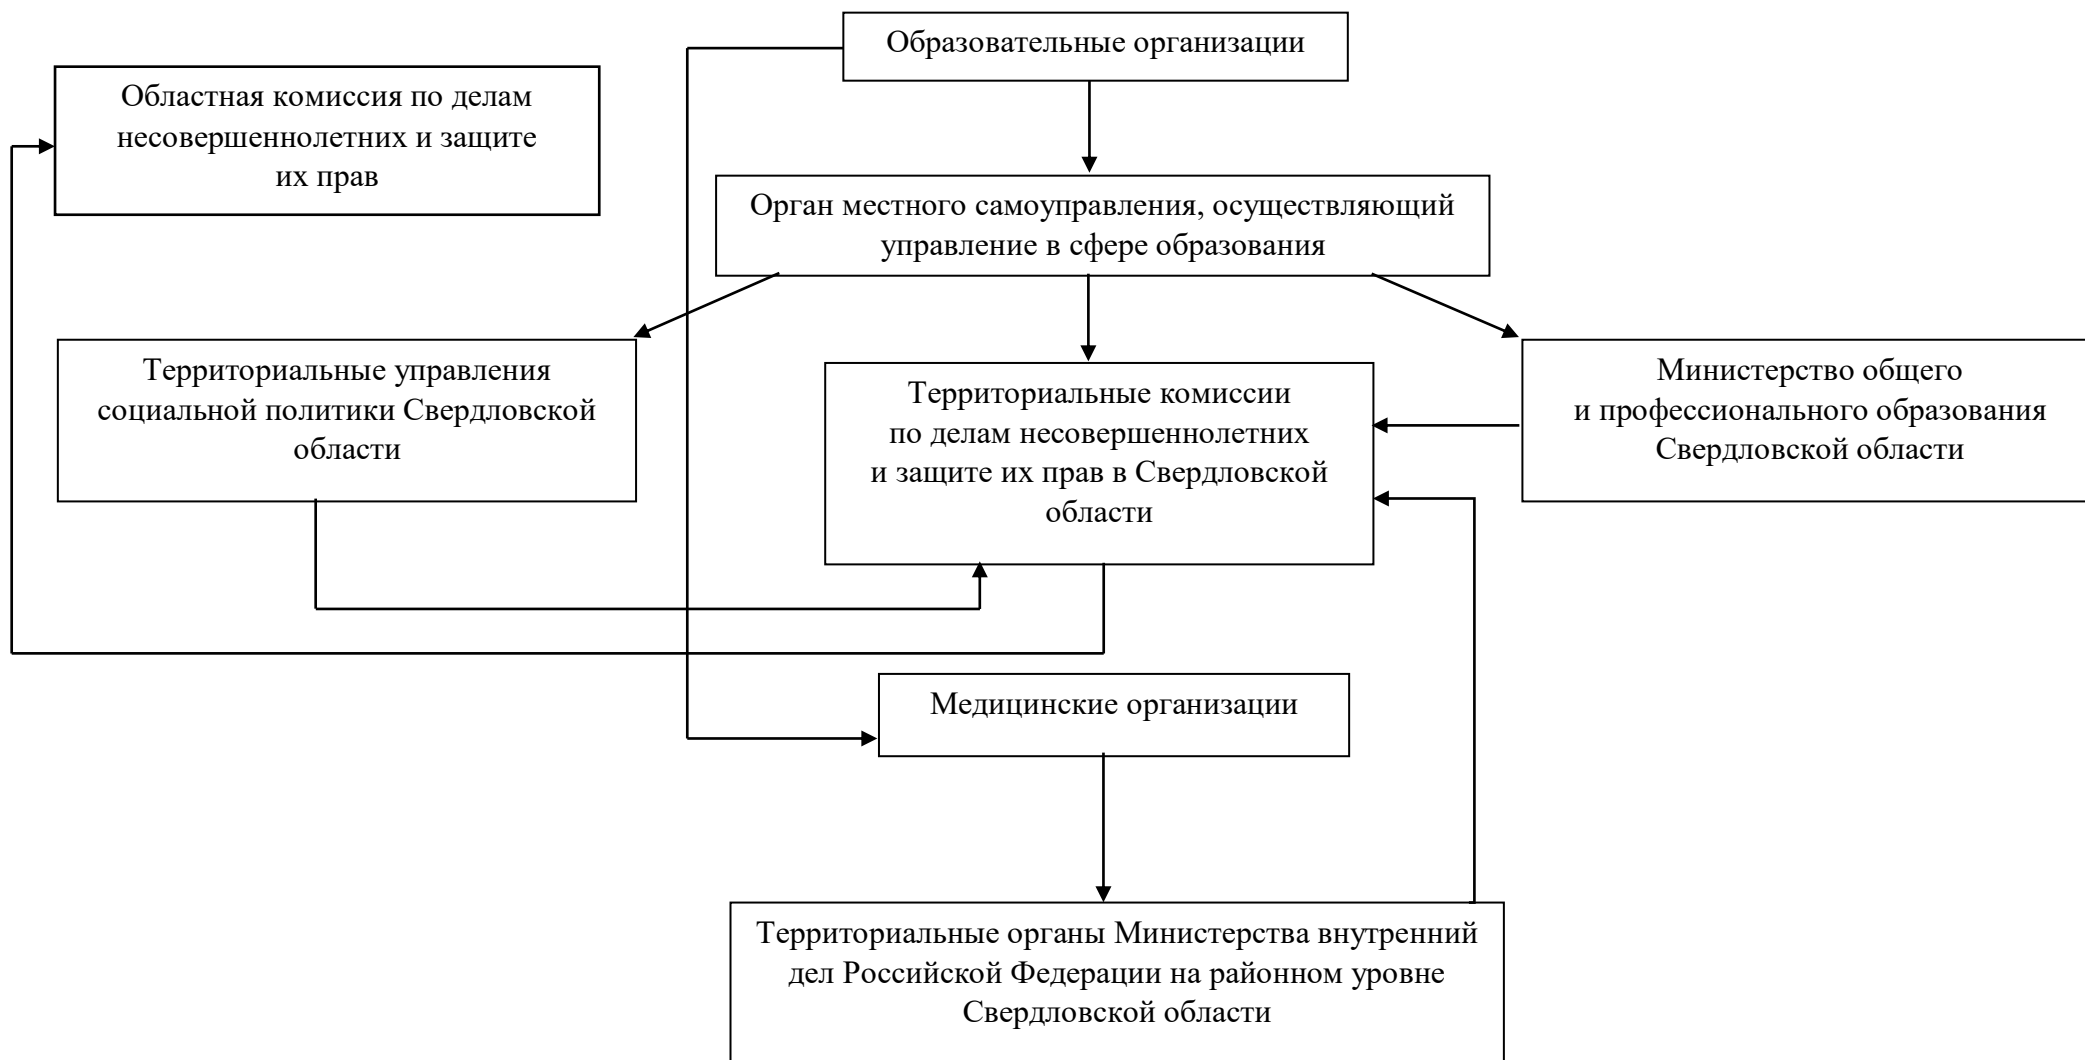 Образовательные организации
Областная комиссия по делам
несовершеннолетних и защите
их прав
Орган местного самоуправления, осуществляющий
управление в сфере образования
Территориальные управления
социальной политики Свердловской
области
Территориальные комиссии
по делам несовершеннолетних
и защите их прав в Свердловской
области
Министерство общего
и профессионального образования
Свердловской области
Медицинские организации
Территориальные органы Министерства внутренний
дел Российской Федерации на районном уровне
Свердловской области